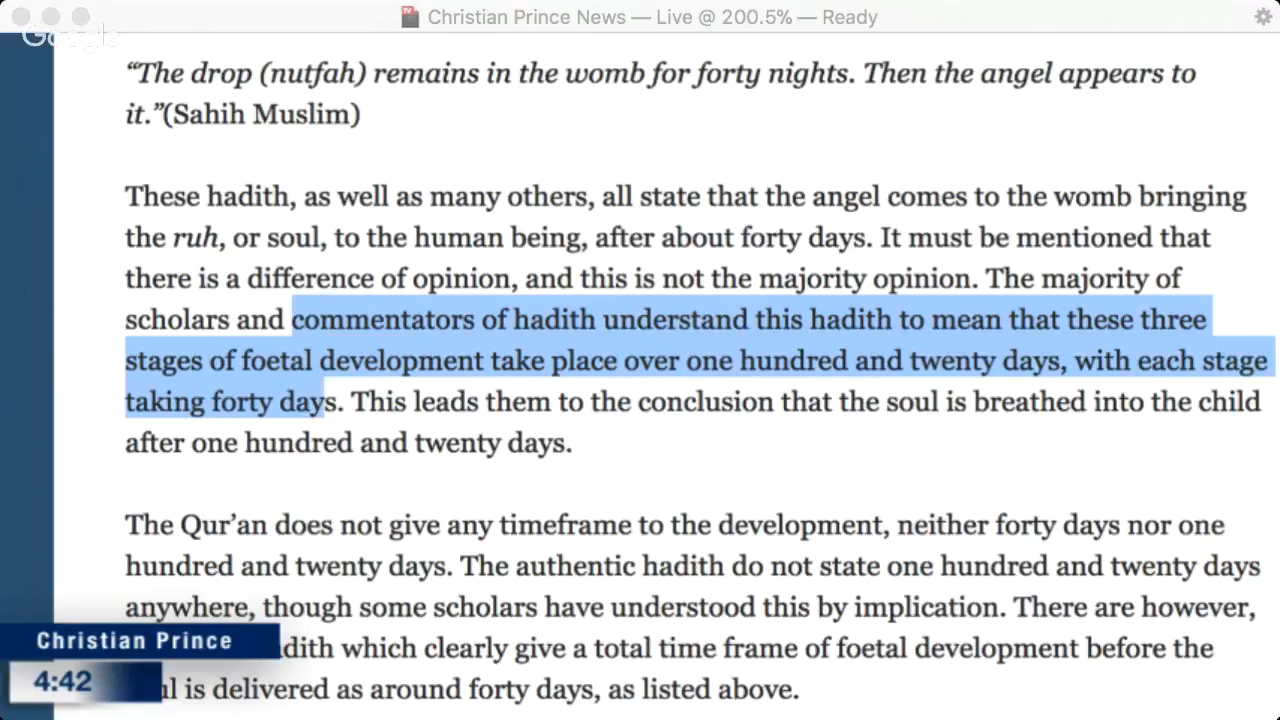 Christian Prince News — Live @ 200.5% — Ready
Google
“The drop (nutfah) remains in the womb for forty nights. Then the angel appears to
it.”(Sahih Muslim)
These hadith, as well as many others, all state that the angel comes to the womb bringing
the ruh, or soul, to the human being, after about forty days. It must be mentioned that
there is a difference of opinion, and this is not the majority opinion. The majority of
scholars and commentators of hadith understand this hadith to mean that these three
stages of foetal development take place over one hundred and twenty days, with each stage
taking forty days. This leads them to the conclusion that the soul is breathed into the child
after one hundred and twenty days.
The Qur’an does not give any timeframe to the development, neither forty days nor one
hundred and twenty days. The authentic hadith do not state one hundred and twenty days
anywhere, though some scholars have understood this by implication. There are however,
which clearly give a total time frame of foetal development before the
is delivered as around forty days, as listed above.
Christian Prince
4:42